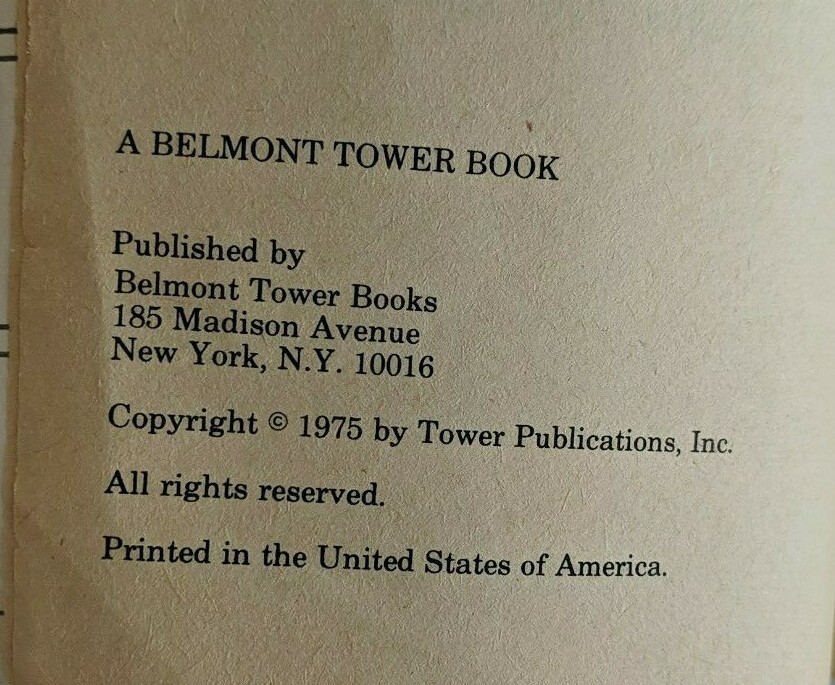 A BELMONT TOWER BOOK
Published by
Belmont Tower Books
185 Madison Avenue
New York, N.Y. 10016
Copyright © 1975 by Tower Publications, Inc.
All rights reserved.
Printed in the United States of America.